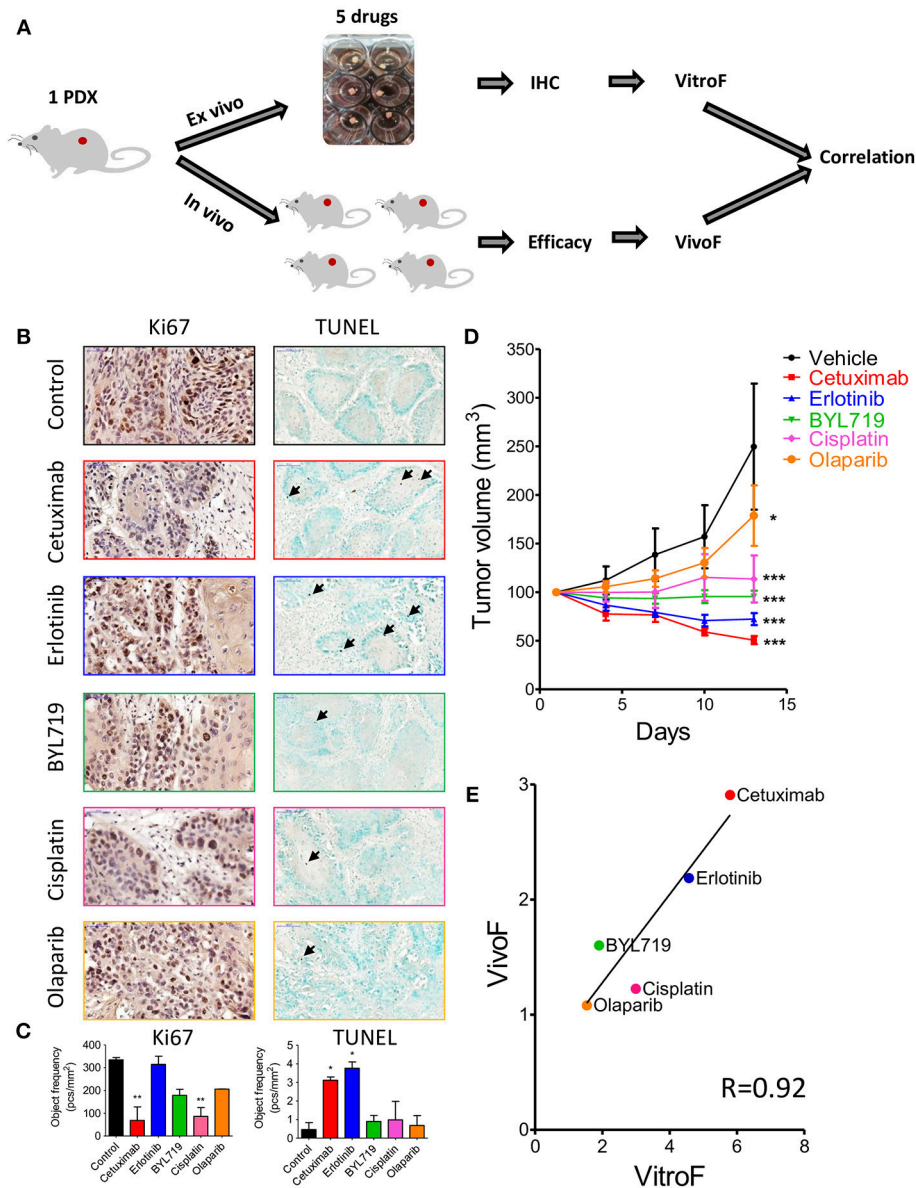 A
5 drugs
1 PDX
Ex vivo
IHC
VitroF
Correlation
In vivo
Efficacy
VivoF
B
Ki67
TUNEL
Control
Cetuximab
Erlotinib
BYL719
Cisplatin
Olaparib
C
Ki67
Object frequency
(pcs/mm²)
400
300
200
100
0
**
**
Control
Cetuximab
Erlotinib
BYL719
Cisplatin
Olaparib
TUNEL
Object frequency
(pcs/mm²)
5
4
3
2
1
0
*
*
Control
Cetuximab
Erlotinib
BYL719
Cisplatin
Olaparib
D
Tumor volume (mm³)
350
300
250
200
150
100
50
0
0
5
10
15
Days
Vehicle
Cetuximab
Erlotinib
BYL719
Cisplatin
Olaparib
*
***
***
***
***
E
VivoF
3
2
1
0
0
2
4
6
8
VitroF
Cetuximab
Erlotinib
BYL719
Cisplatin
Olaparib
R=0.92